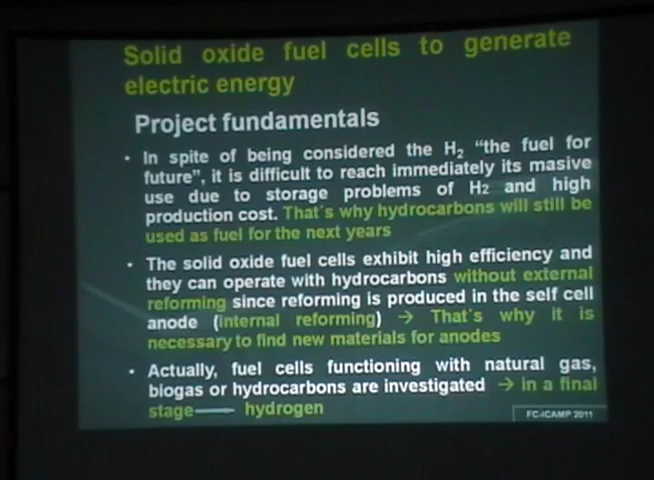 Solid oxide fuel cells to generate
electric energy
Project fundamentals
• In spite of being considered the H2 "the fuel for
future", it is difficult to reach immediately its masive
use due to storage problems of H2 and high
production cost. That's why hydrocarbons will still be
used as fuel for the next years
• The solid oxide fuel cells exhibit high efficiency and
they can operate with hydrocarbons without external
reforming since reforming is produced in the self cell
anode (internal reforming) → That's why it is
necessary to find new materials for anodes
• Actually, fuel cells functioning with natural gas,
biogas or hydrocarbons are investigated → in a final
stage → hydrogen
FC-ICAMP 2011